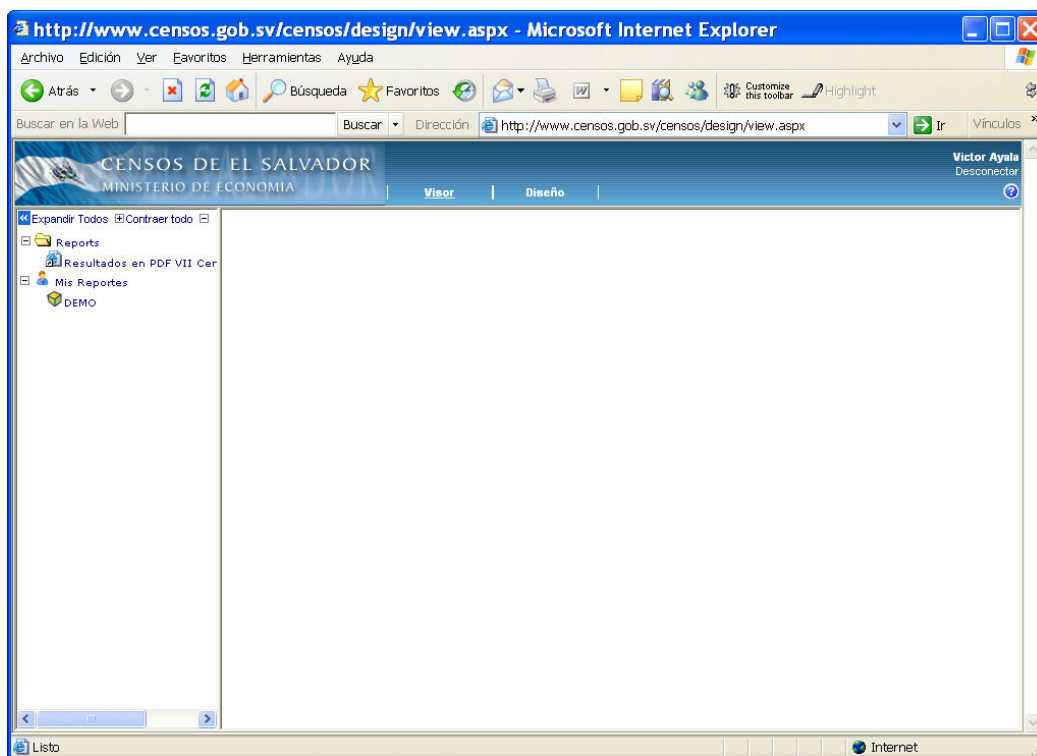 http://www.censos.gob.sv/censos/design/view.aspx - Microsoft Internet Explorer
Archivo Edición Ver Favoritos Herramientas Ayuda
Atrás Búsqueda Favoritos Customize this toolbar Highlight
Buscar en la Web Buscar Dirección http://www.censos.gob.sv/censos/design/view.aspx Ir Vínculos »
CENSOS DE EL SALVADOR
MINISTERIO DE ECONOMIA
Visor | Diseño |
Victor Ayala
Desconectar
Expandir Todos Contraer todo
Reports
Resultados en PDF VII Cer
Mis Reportes
DEMO
Listo Internet